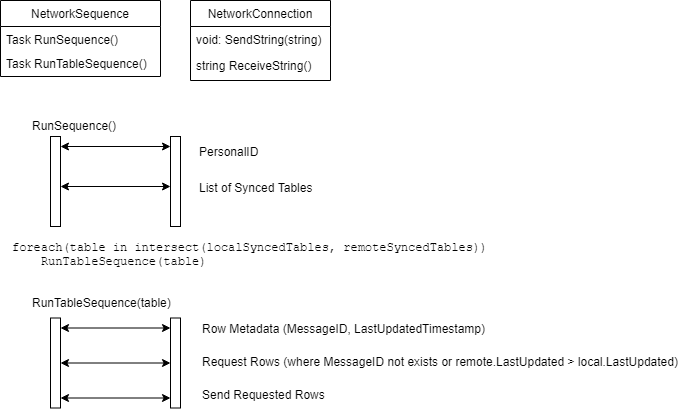 NetworkSequence
Task RunSequence()
Task RunTableSequence()
NetworkConnection
void: SendString(string)
string ReceiveString()
RunSequence()
PersonalID
List of Synced Tables
foreach(table in intersect(localSyncedTables, remoteSyncedTables))
RunTableSequence(table)
RunTableSequence(table)
Row Metadata (MessageID, LastUpdatedTimestamp)
Request Rows (where MessageID not exists or remote.LastUpdated > local.LastUpdated)
Send Requested Rows